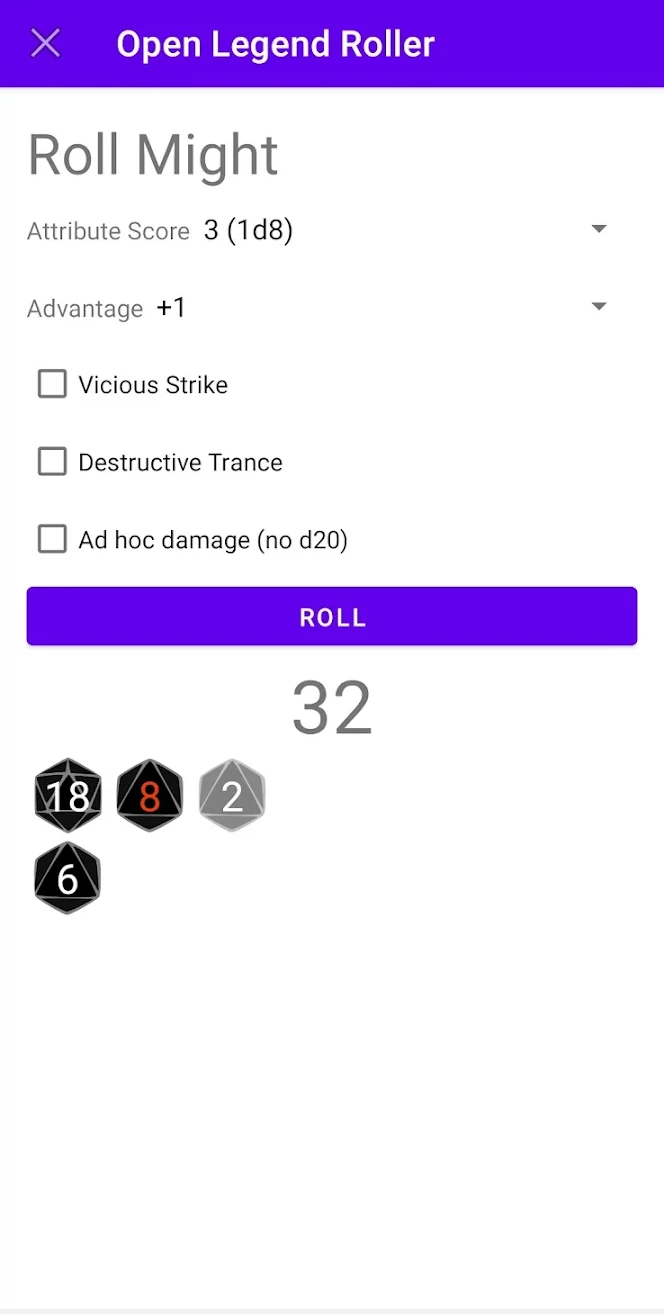 Open Legend Roller
Roll Might
Attribute Score 3 (1d8)
Advantage +1
Vicious Strike
Destructive Trance
Ad hoc damage (no d20)
ROLL
32
18 8 2
6